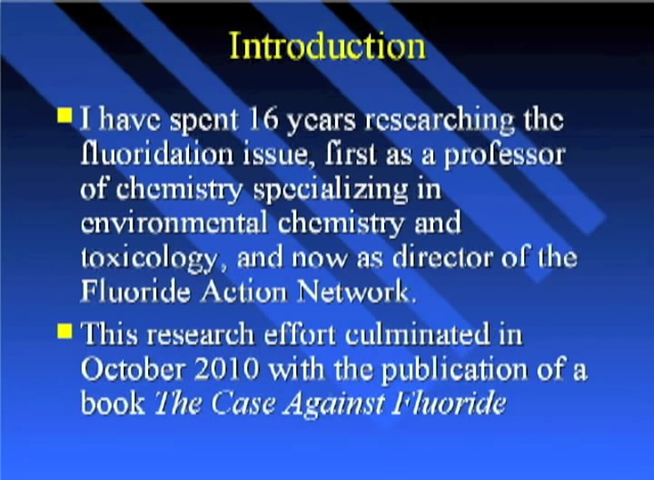 Introduction
I have spent 16 years researching the
fluoridation issue, first as a professor
of chemistry specializing in
environmental chemistry and
toxicology, and now as director of the
Fluoride Action Network.
This research effort culminated in
October 2010 with the publication of a
book The Case Against Fluoride